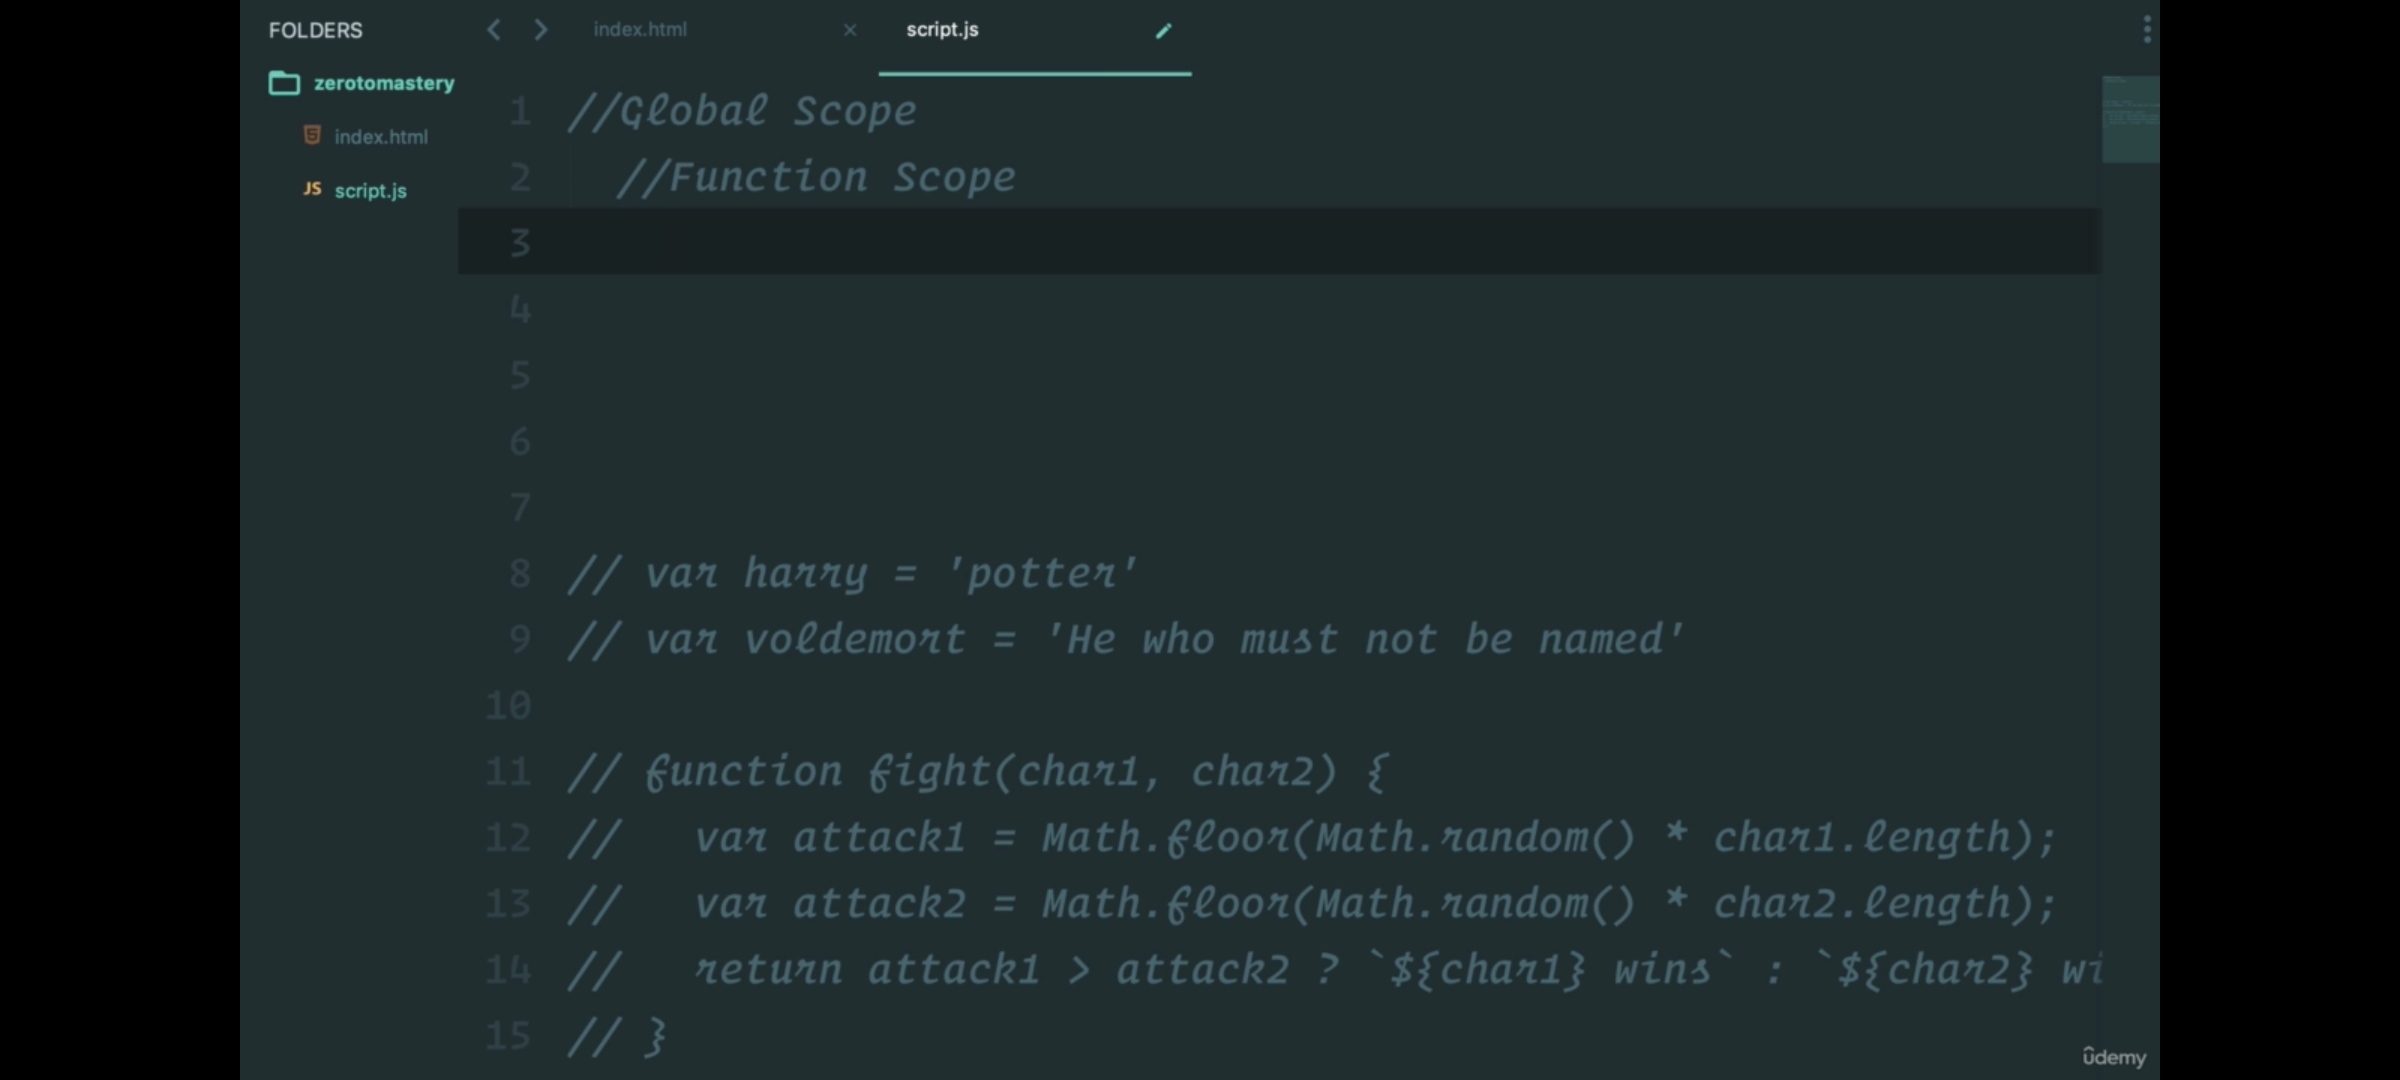 FOLDERS
zerotomastery
index.html
JS script.js
index.html
script.js
1 //Global Scope
2 //Function Scope
3
4
5
6
7
8 // var harry = 'potter'
9 // var voldemort = 'He who must not be named'
10
11 // function fight(char1, char2) {
12 //   var attack1 = Math.floor(Math.random() * char1.length);
13 //   var attack2 = Math.floor(Math.random() * char2.length);
14 //   return attack1 > attack2 ? `${char1} wins` : `${char2} wi
15 // }
ûdemy